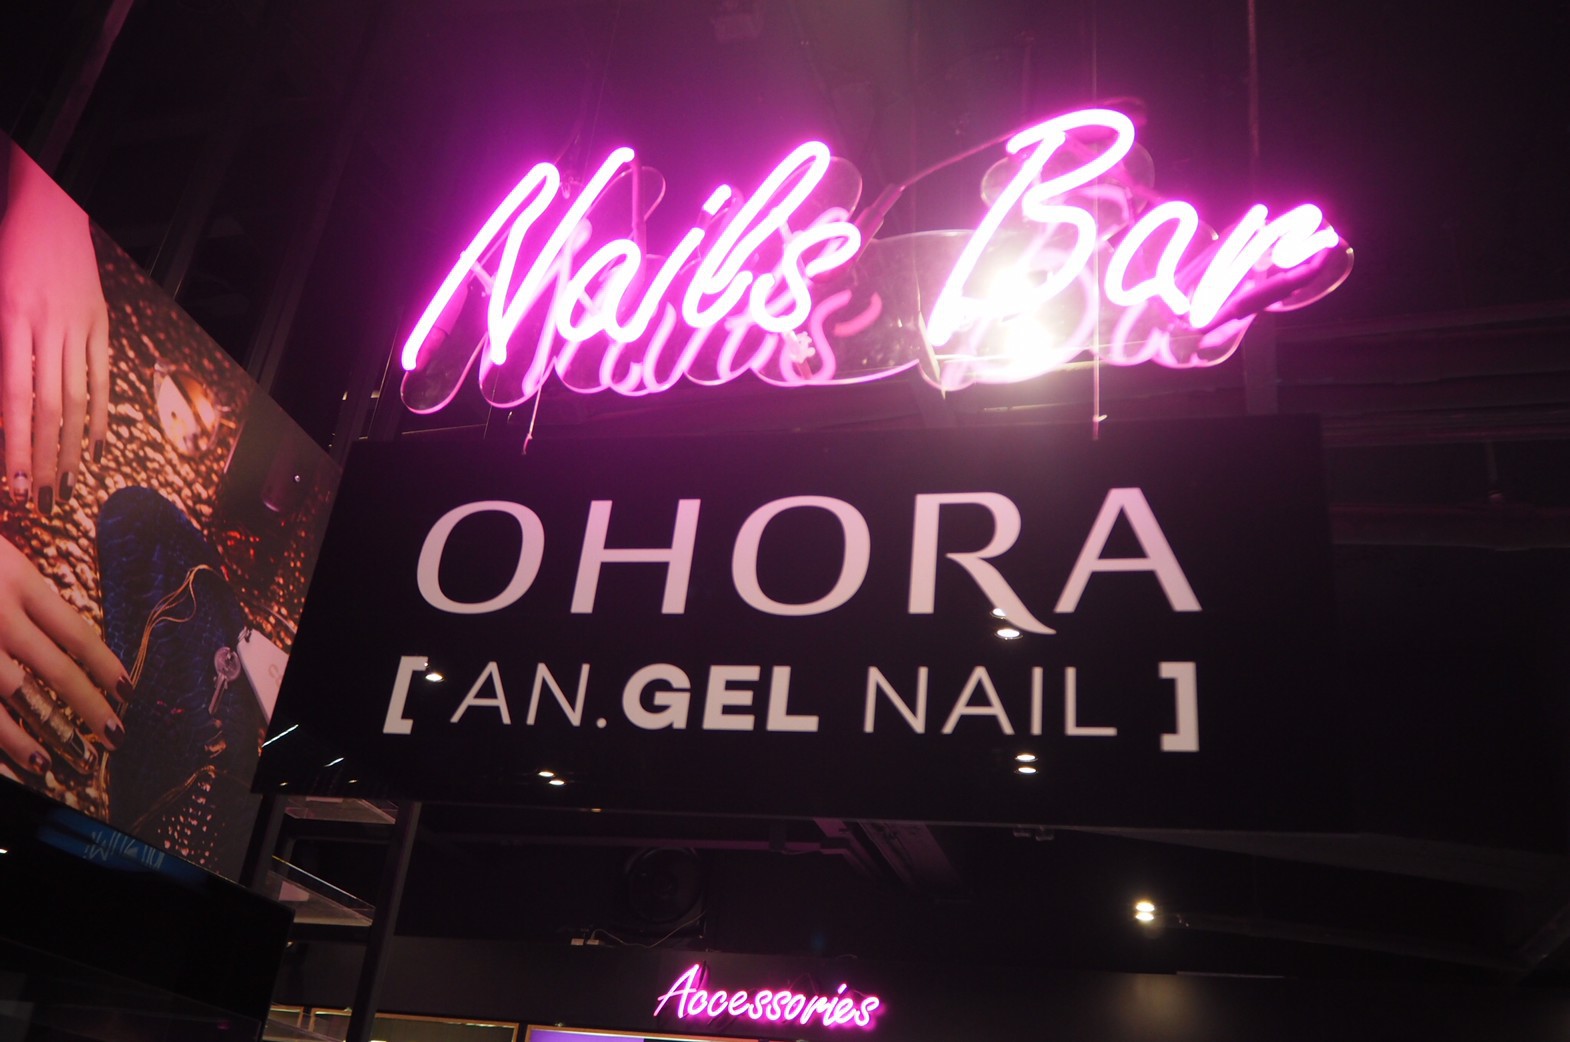 Nails Bar
OHORA
[ AN.GEL NAIL ]
Accessories